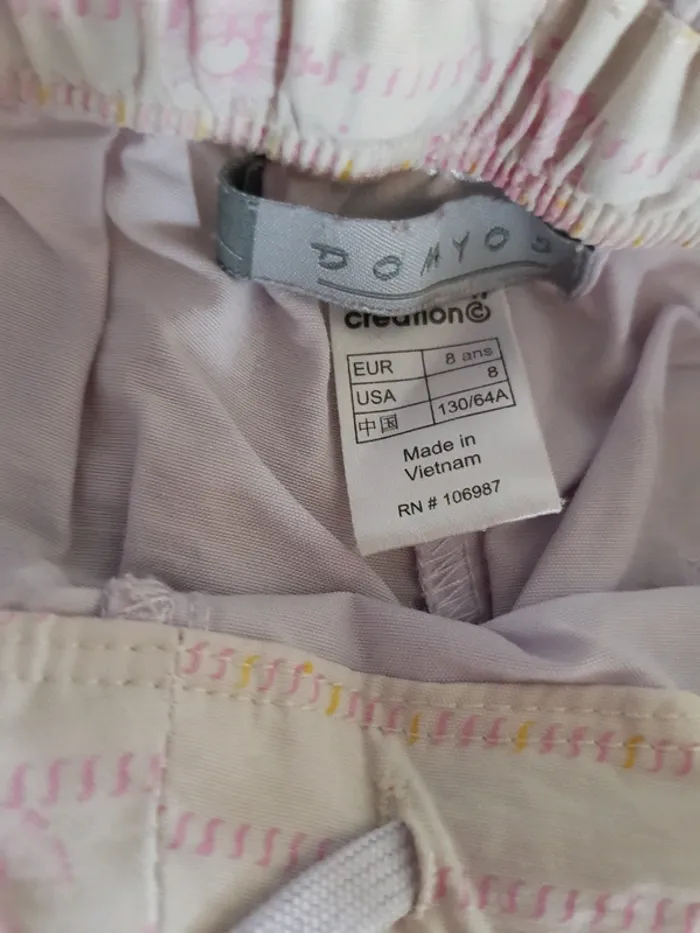 DOMYOS
creation©
EUR 8 ans
USA 8
中国 130/64A
Made in
Vietnam
RN # 106987